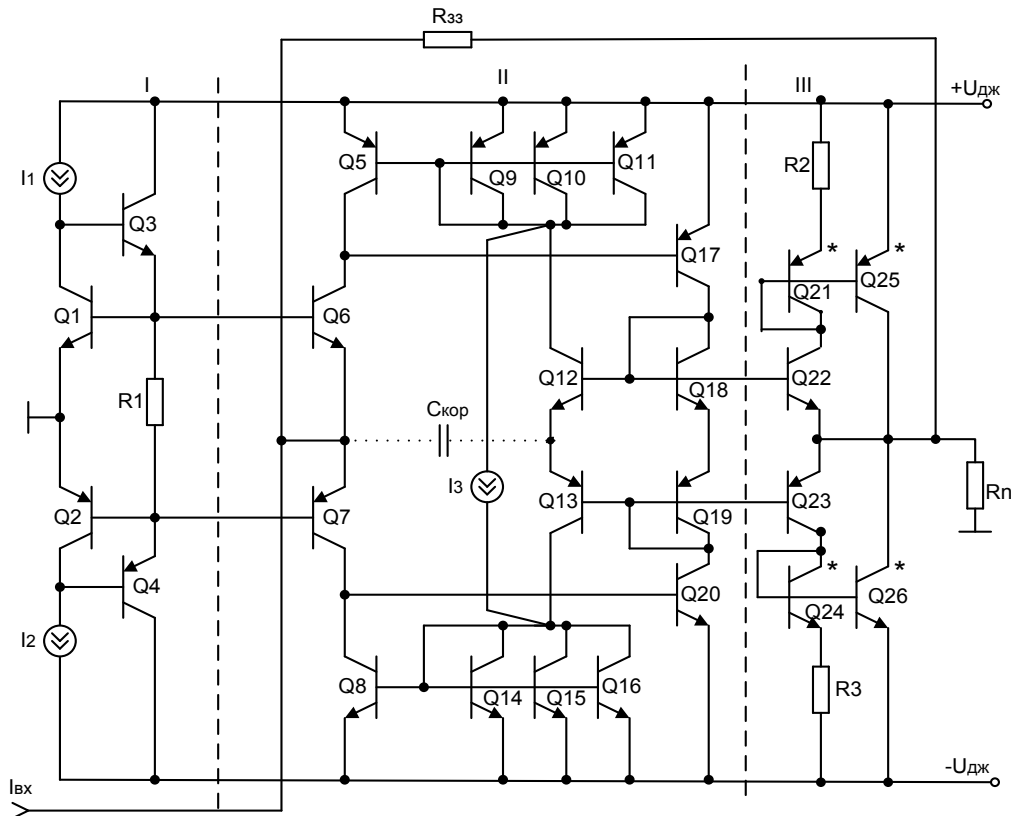 Rзз
I
II
III
+Uдж
Q5
Q9
Q10
Q11
R2
I1
Q3
Q17
*
*
Q21
Q25
Q1
Q6
Q12
Q18
Q22
R1
Cкор
I3
Q13
Q19
Q23
Rn
Q2
Q7
Q4
Q20
*
*
Q24
Q26
I2
Q8
Q14
Q15
Q16
R3
-Uдж
Iвх